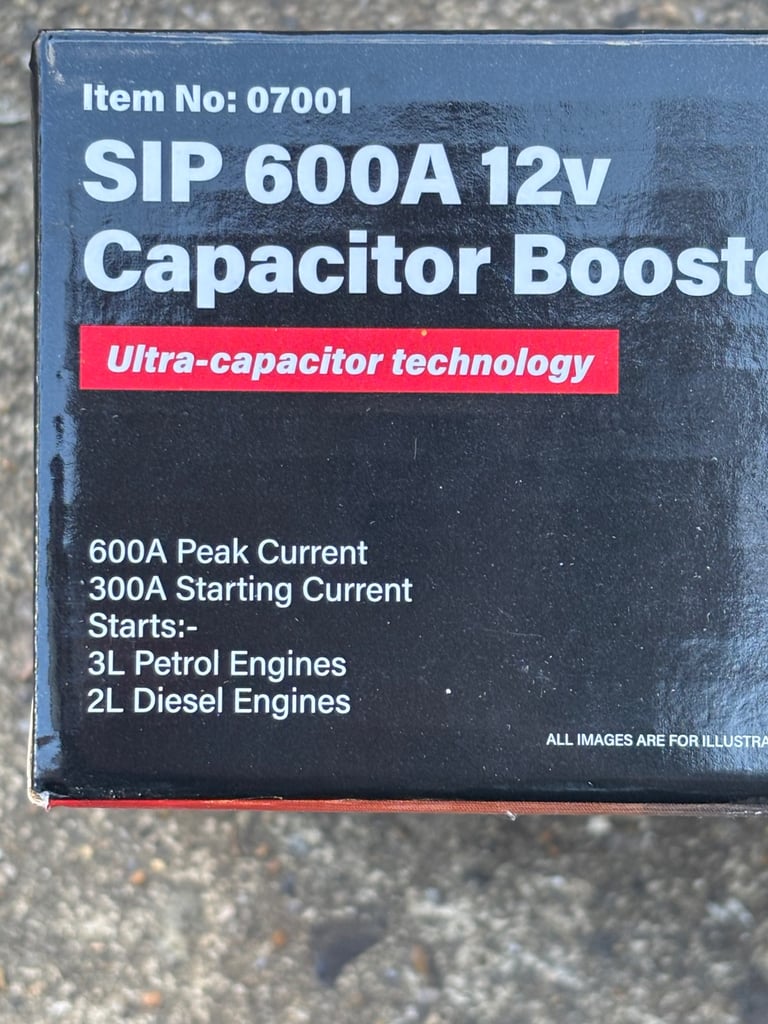 Item No: 07001
SIP 600A 12v
Capacitor Booste
Ultra-capacitor technology
600A Peak Current
300A Starting Current
Starts:-
3L Petrol Engines
2L Diesel Engines
ALL IMAGES ARE FOR ILLUSTRA